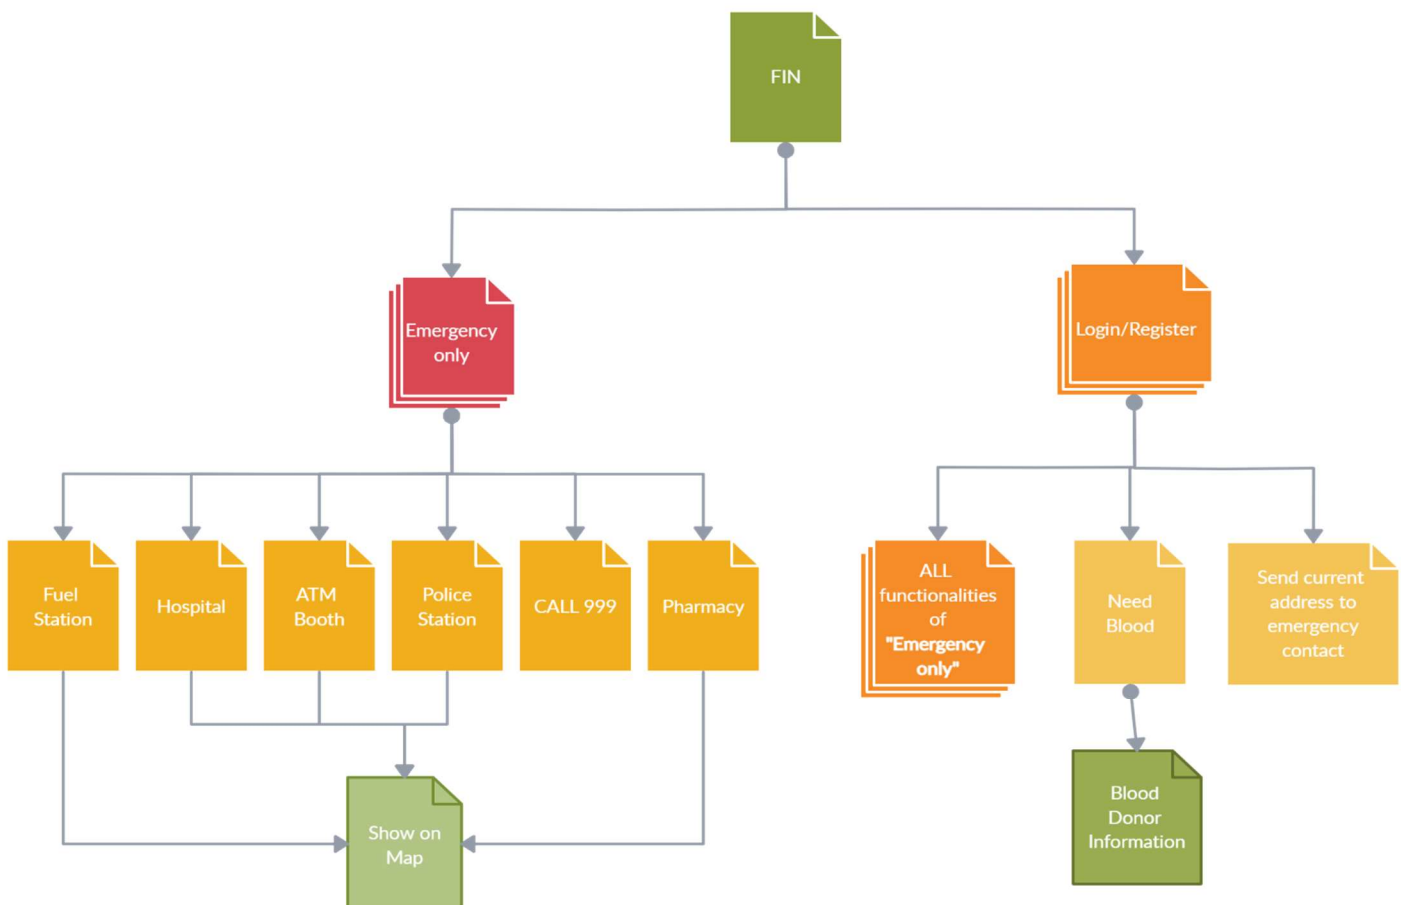 FIN
Emergency
only
Login/Register
Fuel
Station
Hospital
ATM
Booth
Police
Station
CALL 999
Pharmacy
ALL
functionalities
of
"Emergency
only"
Need
Blood
Send current
address to
emergency
contact
Show on
Map
Blood
Donor
Information